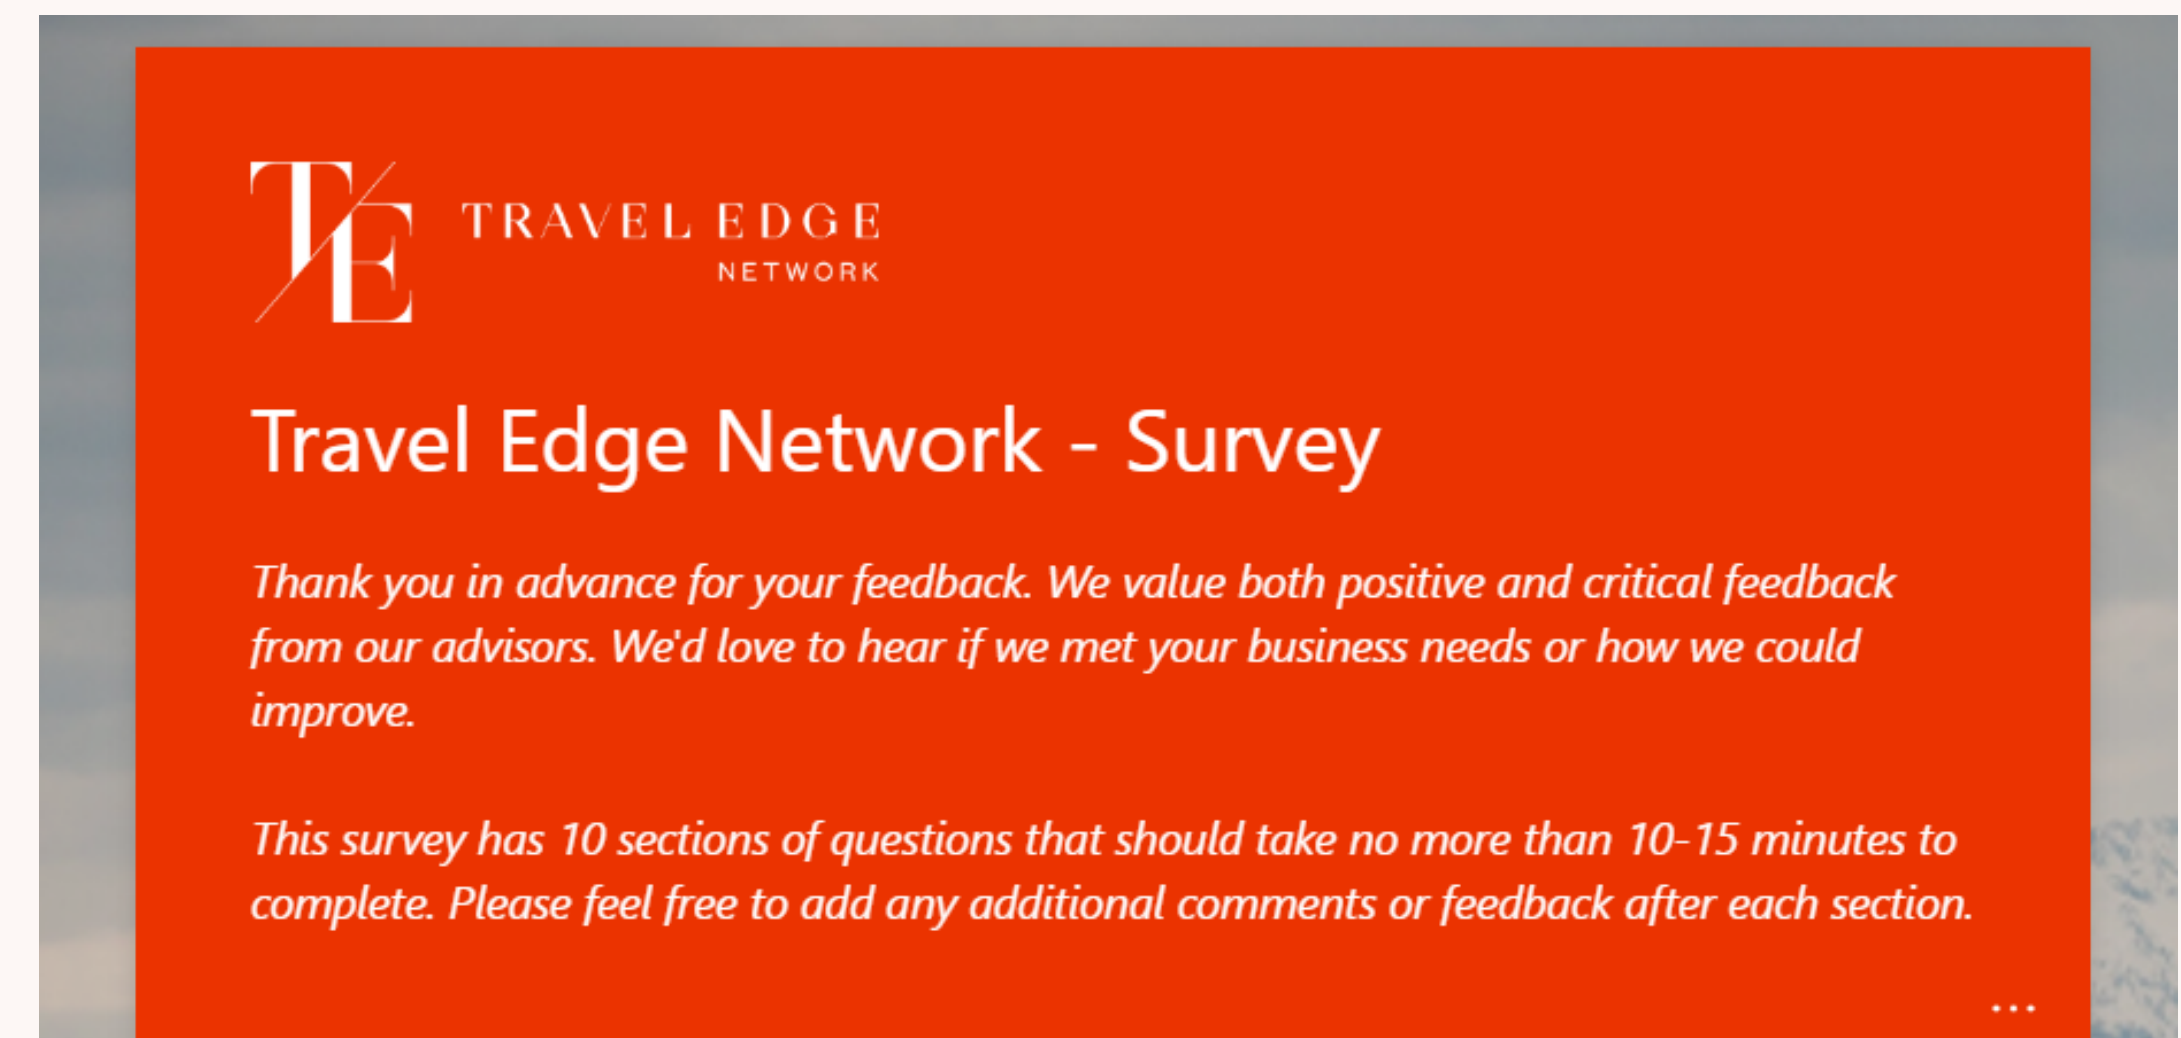 TE
TRAVEL EDGE
NETWORK
Travel Edge Network - Survey
Thank you in advance for your feedback. We value both positive and critical feedback
from our advisors. We'd love to hear if we met your business needs or how we could
improve.
This survey has 10 sections of questions that should take no more than 10-15 minutes to
complete. Please feel free to add any additional comments or feedback after each section.
...